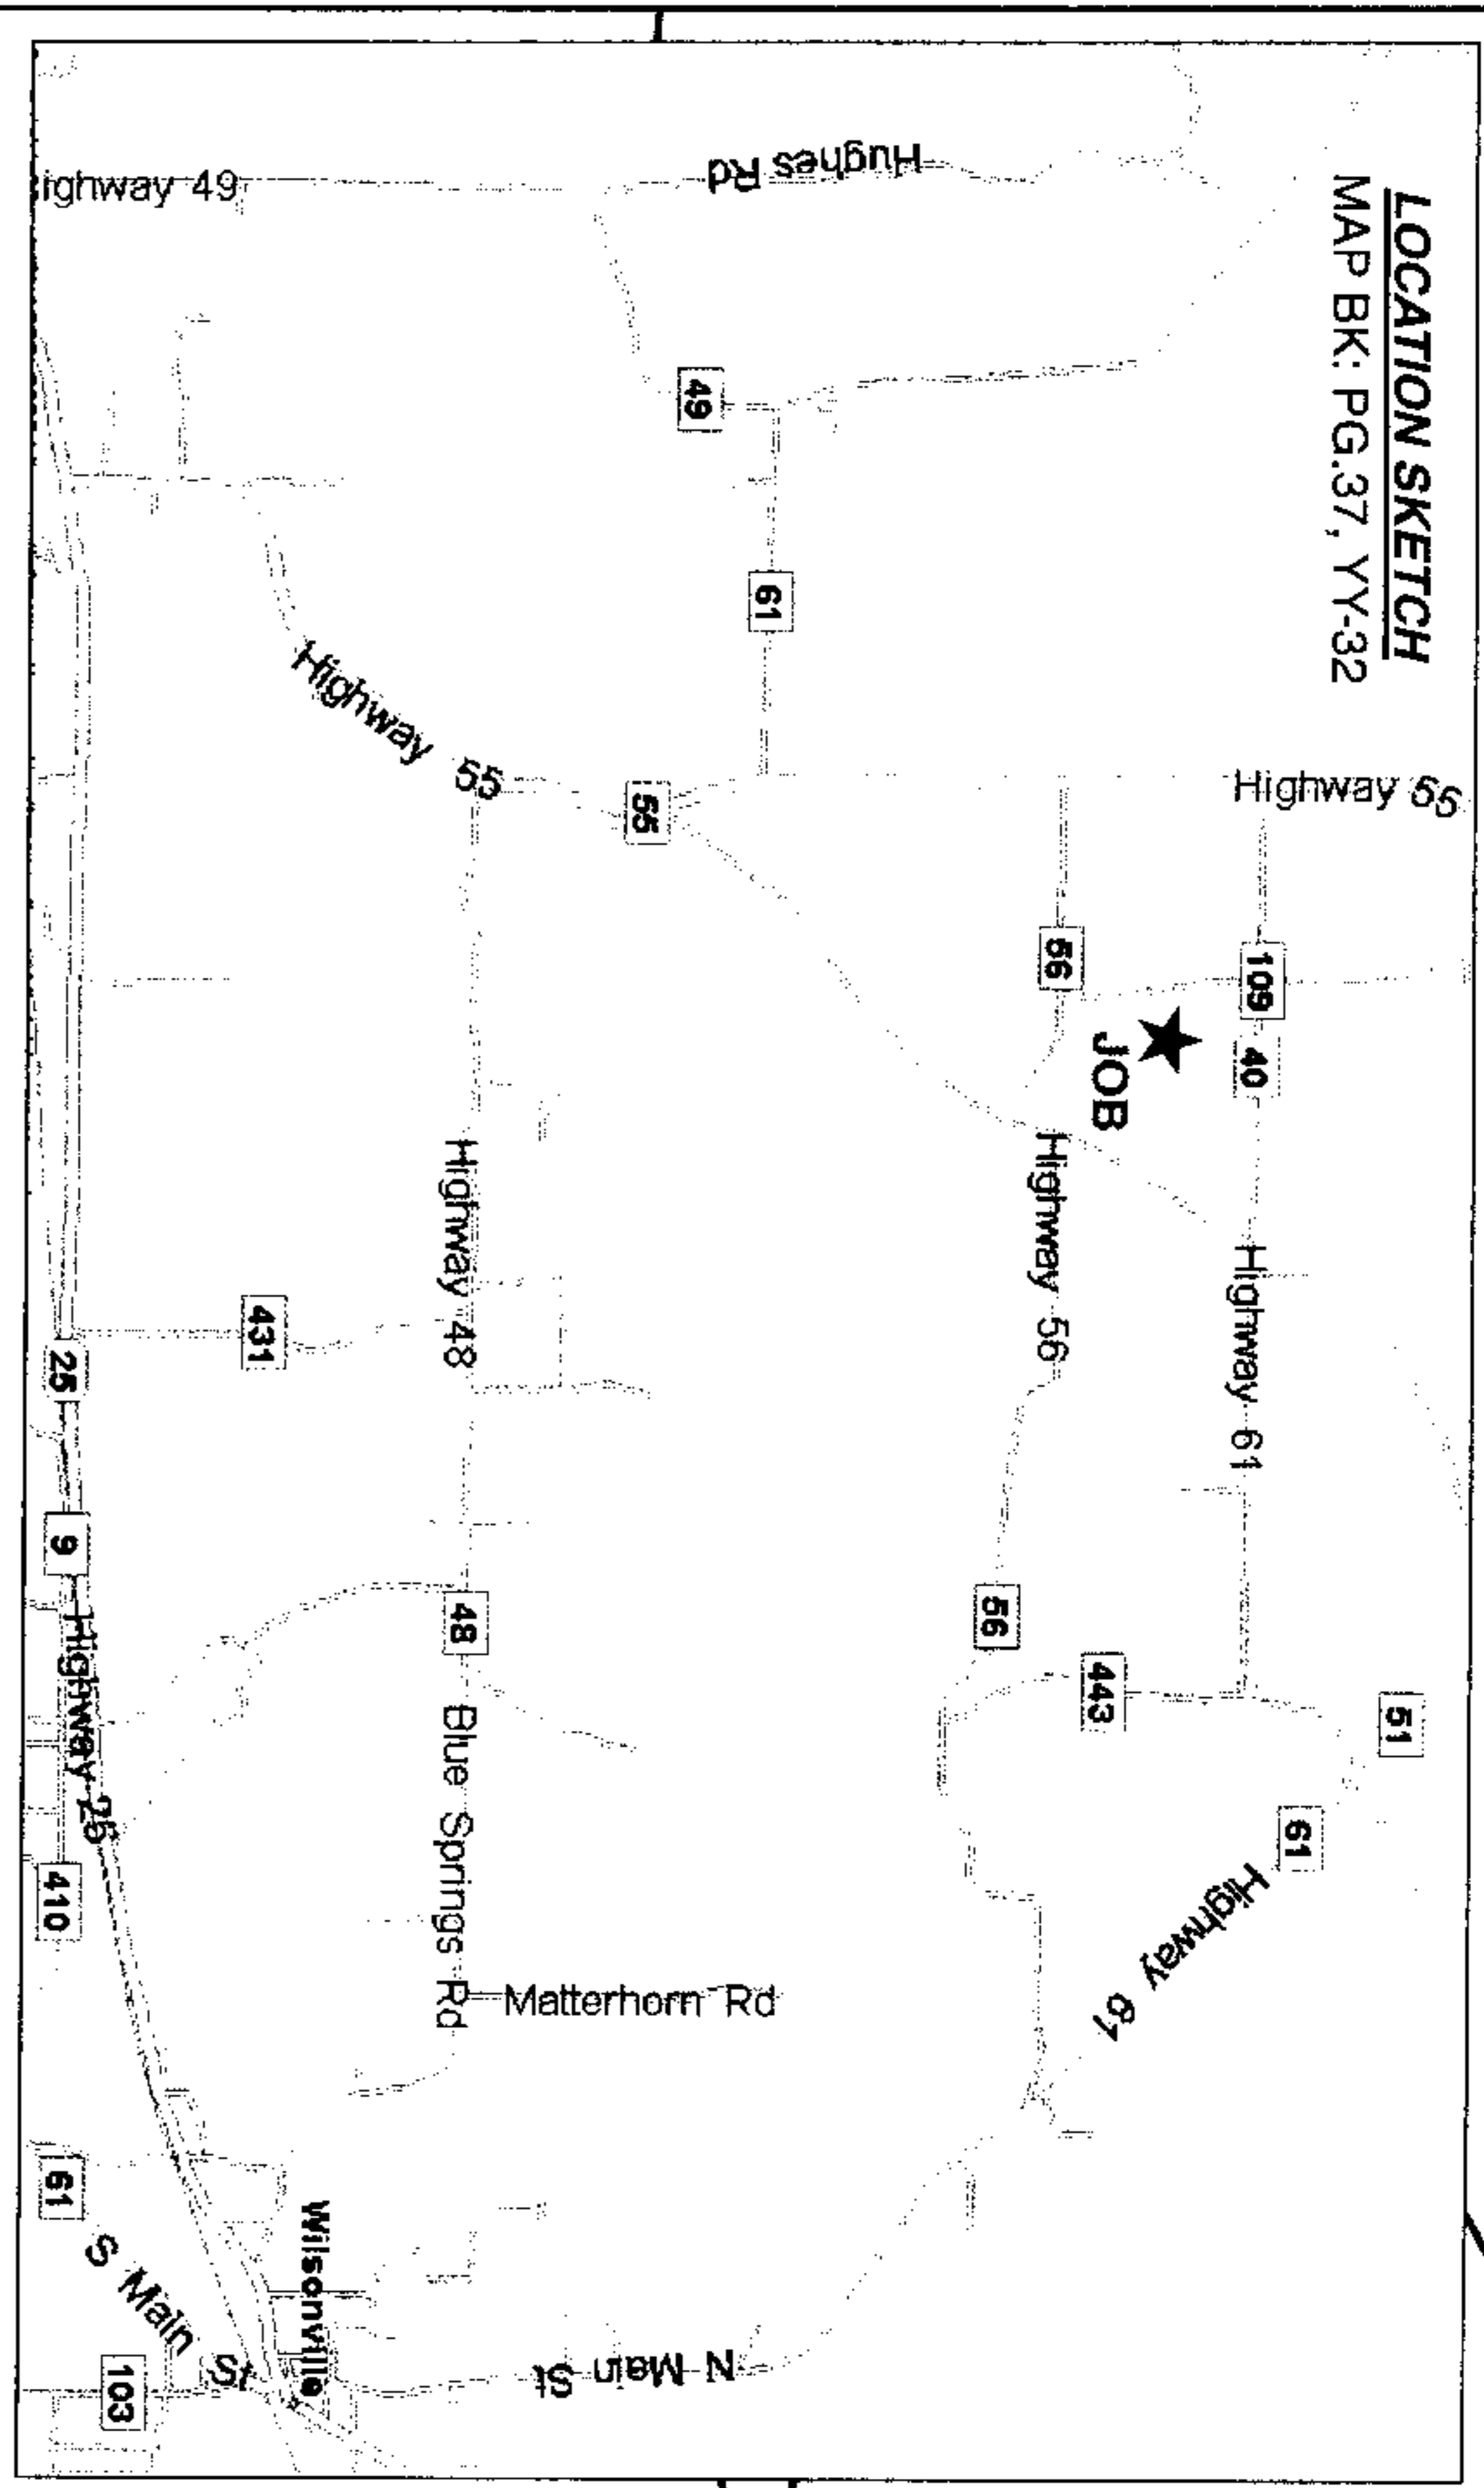 LOCATION SKETCH
MAP BK: PG.37, YY-32
Highway 55
109
40
Highway 61
51
61
Highway 61
443
JOB
56
Highway 56
56
Hughes Rd
49
61
55
N Main St
Matterhorn Rd
Highway 55
Highway 48
48
Blue Springs Rd
Wilsonville
431
ighway 49
25
9
Highway 25
410
61
S Main St
103